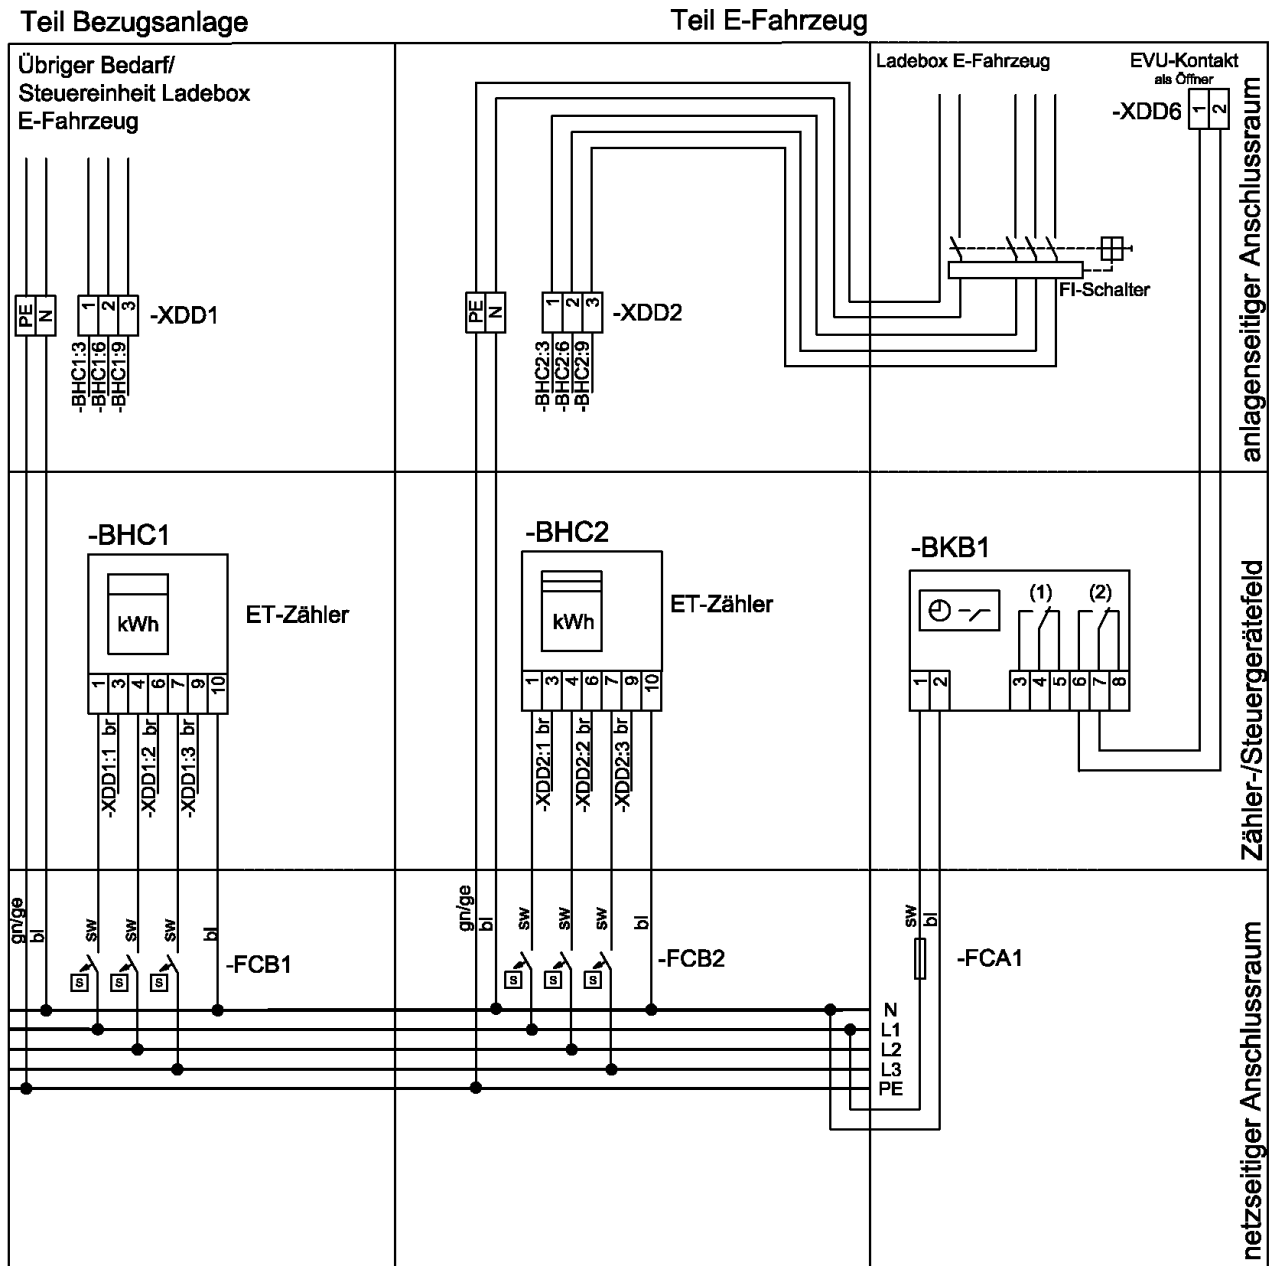 Teil Bezugsanlage
Teil E-Fahrzeug
Übriger Bedarf/
Steuereinheit Ladebox
E-Fahrzeug
Ladebox E-Fahrzeug
EVU-Kontakt
als Öffner
-XDD6
1
2
anlagenseitiger Anschlussraum
FI-Schalter
PE
N
1
2
3
-XDD1
-BHC1:3
-BHC1:6
-BHC1:9
PE
N
1
2
3
-XDD2
-BHC2:3
-BHC2:6
-BHC2:9
-BHC1
kWh
ET-Zähler
1
3
4
6
7
9
10
-XDD1:1 br
-XDD1:2 br
-XDD1:3 br
-BHC2
kWh
ET-Zähler
1
3
4
6
7
9
10
-XDD2:1 br
-XDD2:2 br
-XDD2:3 br
-BKB1
(1)
(2)
1
2
3
4
5
6
7
8
Zähler-/Steuergerätefeld
gn/ge
bl
sw
sw
sw
bl
S
S
S
-FCB1
gn/ge
bl
sw
sw
sw
bl
S
S
S
-FCB2
sw
bl
-FCA1
N
L1
L2
L3
PE
netzseitiger Anschlussraum